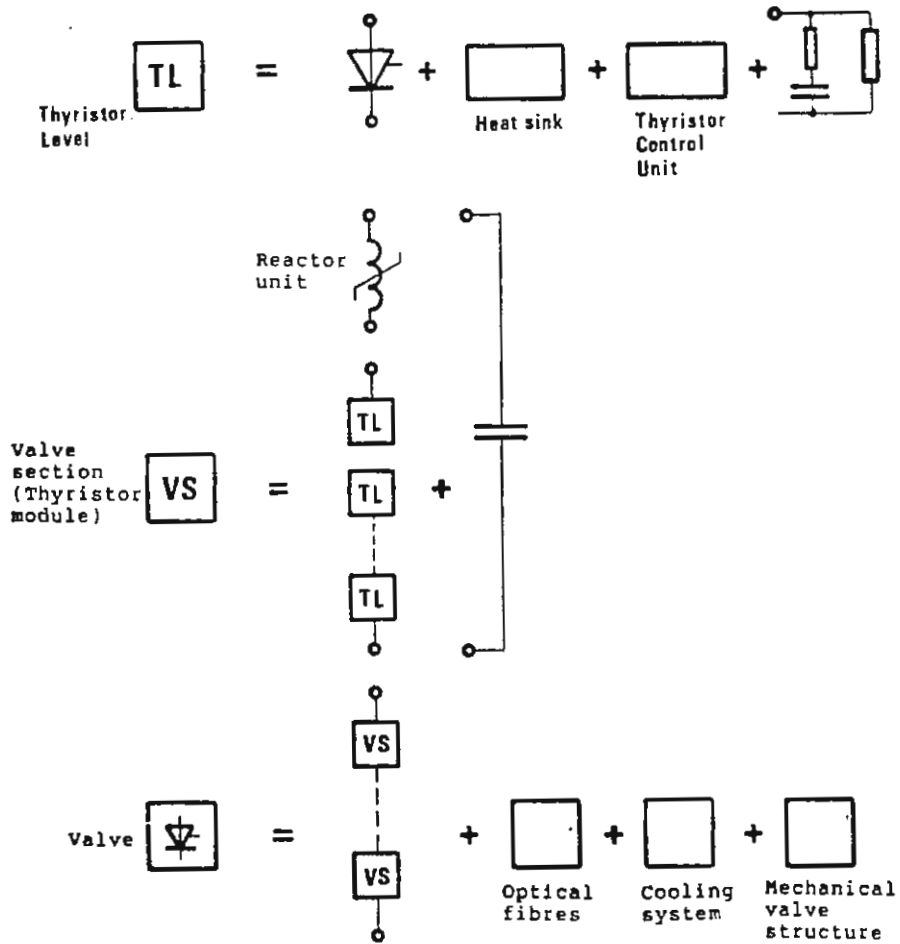 TL
=
+
+
+
Thyristor
Level
Heat sink
Thyristor
Control
Unit
Reactor
unit
TL
Valve
section
(Thyristor
module)
VS
=
TL
+
TL
VS
Valve
=
+
+
+
VS
Optical
fibres
Cooling
system
Mechanical
valve
structure